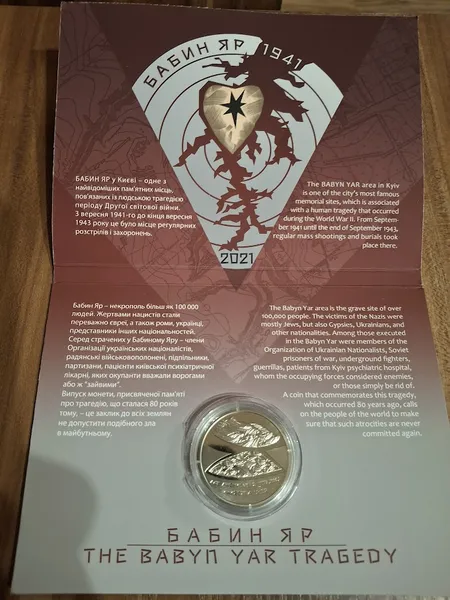 БАБИН ЯР 1941
БАБИН ЯР у Києві – одне з
найвідоміших пам'ятних місць,
пов'язаних із людською трагедією
періоду Другої світової війни.
З вересня 1941-го до кінця вересня
1943 року це було місце регулярних
розстрілів і захоронень.
The BABYN YAR area in Kyiv
is one of the city's most famous
memorial sites, which is associated
with a human tragedy that occurred
during the World War II. From Septem-
ber 1941 until the end of September 1943,
regular mass shootings and burials took
place there.
2021
Бабин Яр – некрополь більш як 100 000
людей. Жертвами нацистів стали
переважно євреї, а також роми, українці,
представники інших національностей.
Серед страчених у Бабиному Яру – члени
Організації українських націоналістів,
радянські військовополонені, підпільники,
партизани, пацієнти київської психіатричної
лікарні, яких окупанти вважали ворогами
або ж "зайвими".
Випуск монети, присвяченої пам'яті
про трагедію, що сталася 80 років
тому, – це заклик до всіх землян
не допустити подібного зла
в майбутньому.
The Babyn Yar area is the grave site of over
100,000 people. The victims of the Nazis were
mostly Jews, but also Gypsies, Ukrainians, and
other nationalities. Among those executed
in the Babyn Yar were members of the
Organization of Ukrainian Nationalists, Soviet
prisoners of war, underground fighters,
guerrillas, patients from Kyiv psychiatric hospital,
whom the occupying forces considered enemies,
or those simply be rid of.
A coin that commemorates this tragedy,
which occurred 80 years ago, calls
on the people of the world to make
sure that such atrocities are never
committed again.
БАБИН ЯР
THE BABYN YAR TRAGEDY